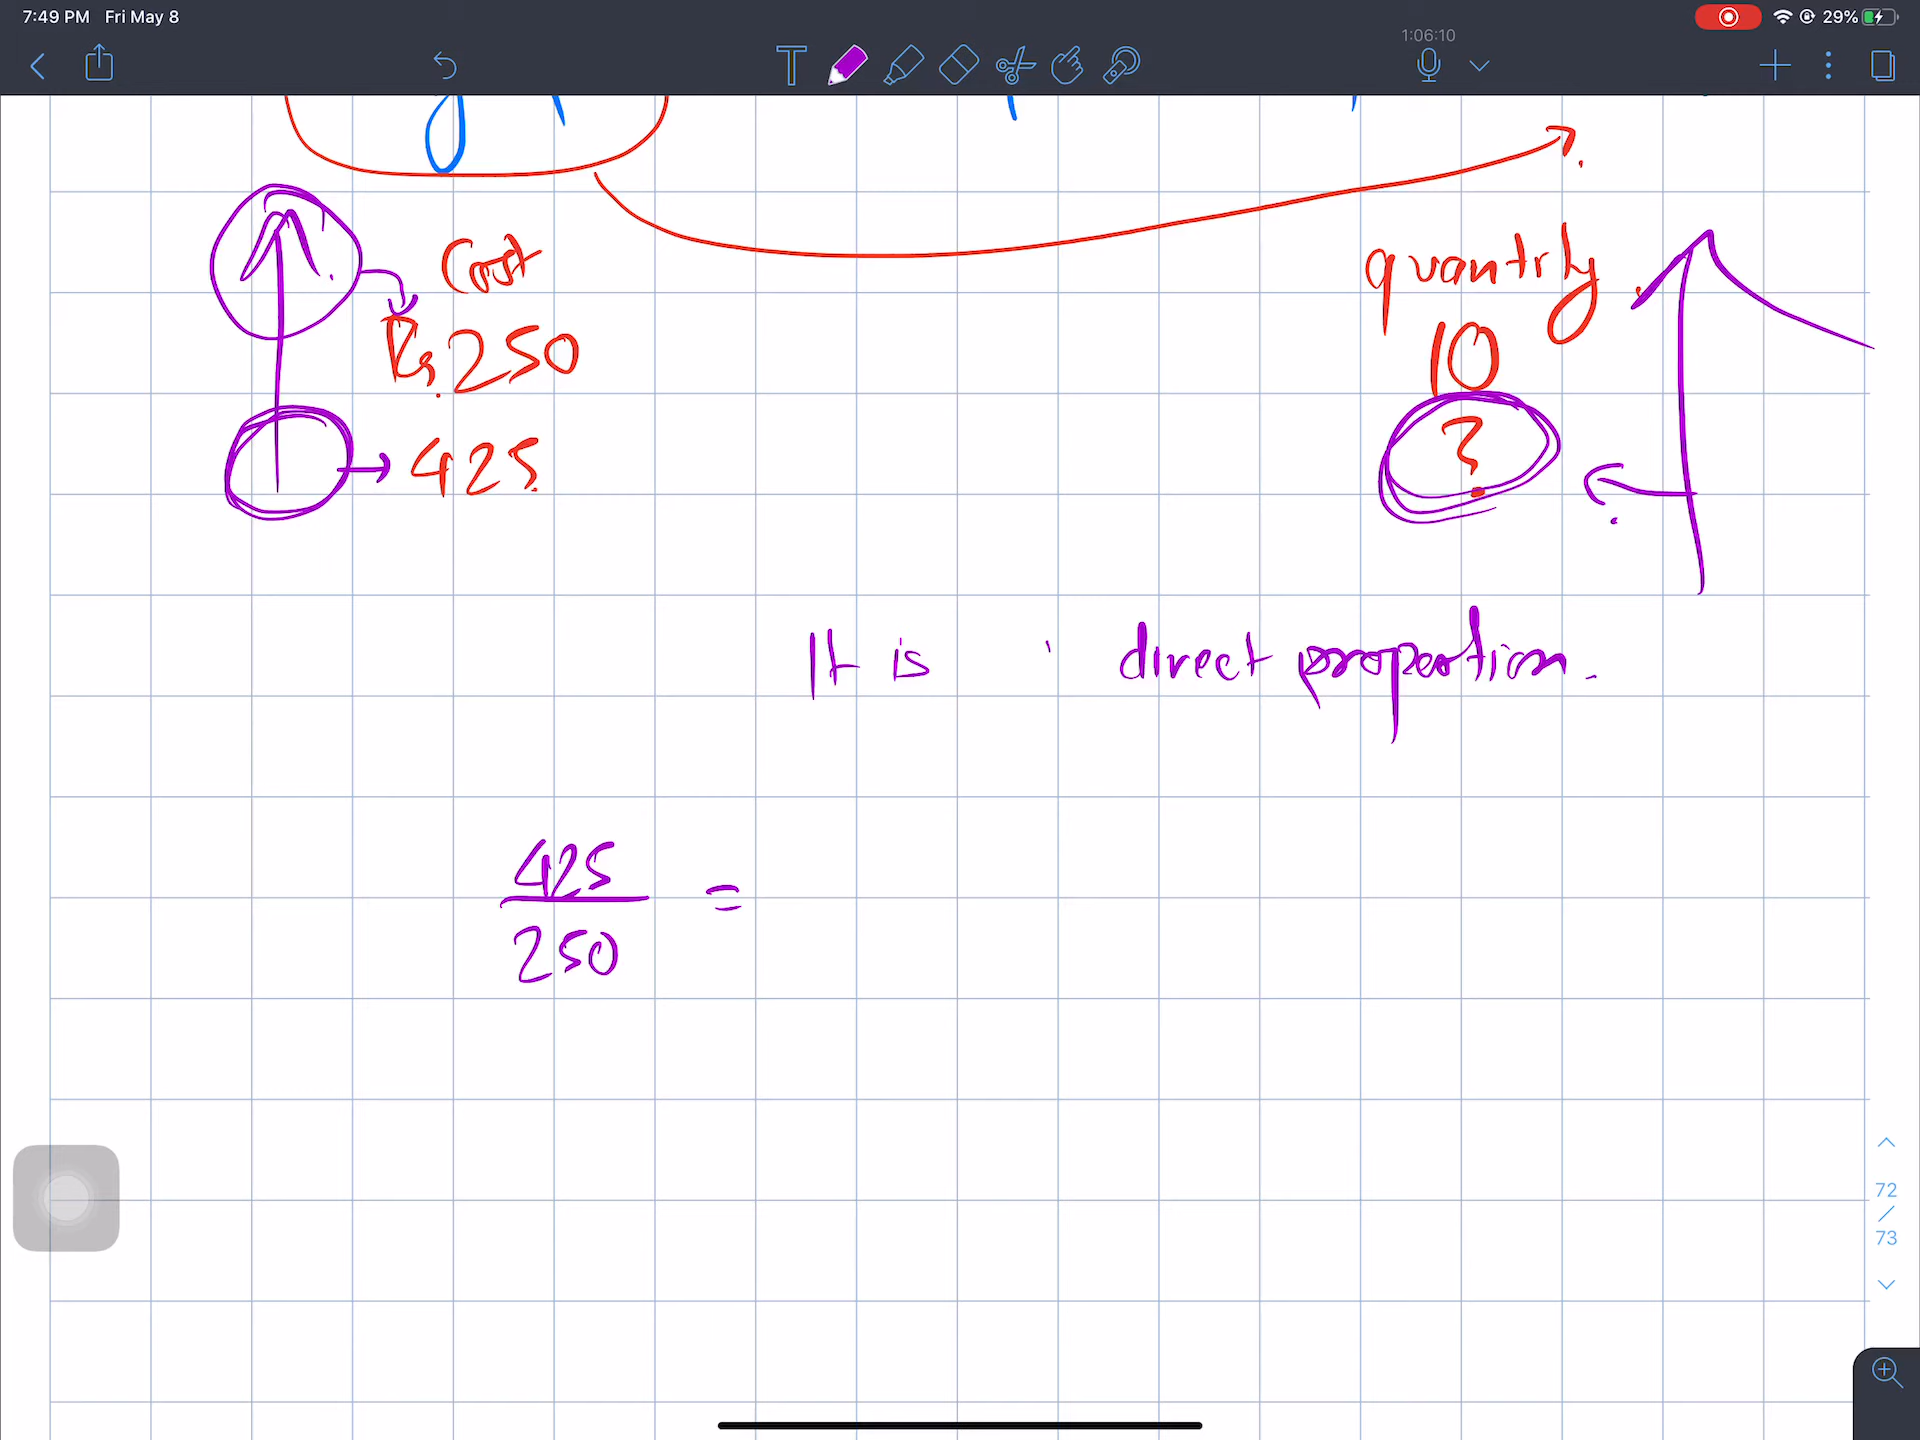 7:49 PM Fri May 8
29%
1:06:10
Cost
quantity
Rs. 250
10
425
?
It is direct proportion.
425
250
=
72
/
73